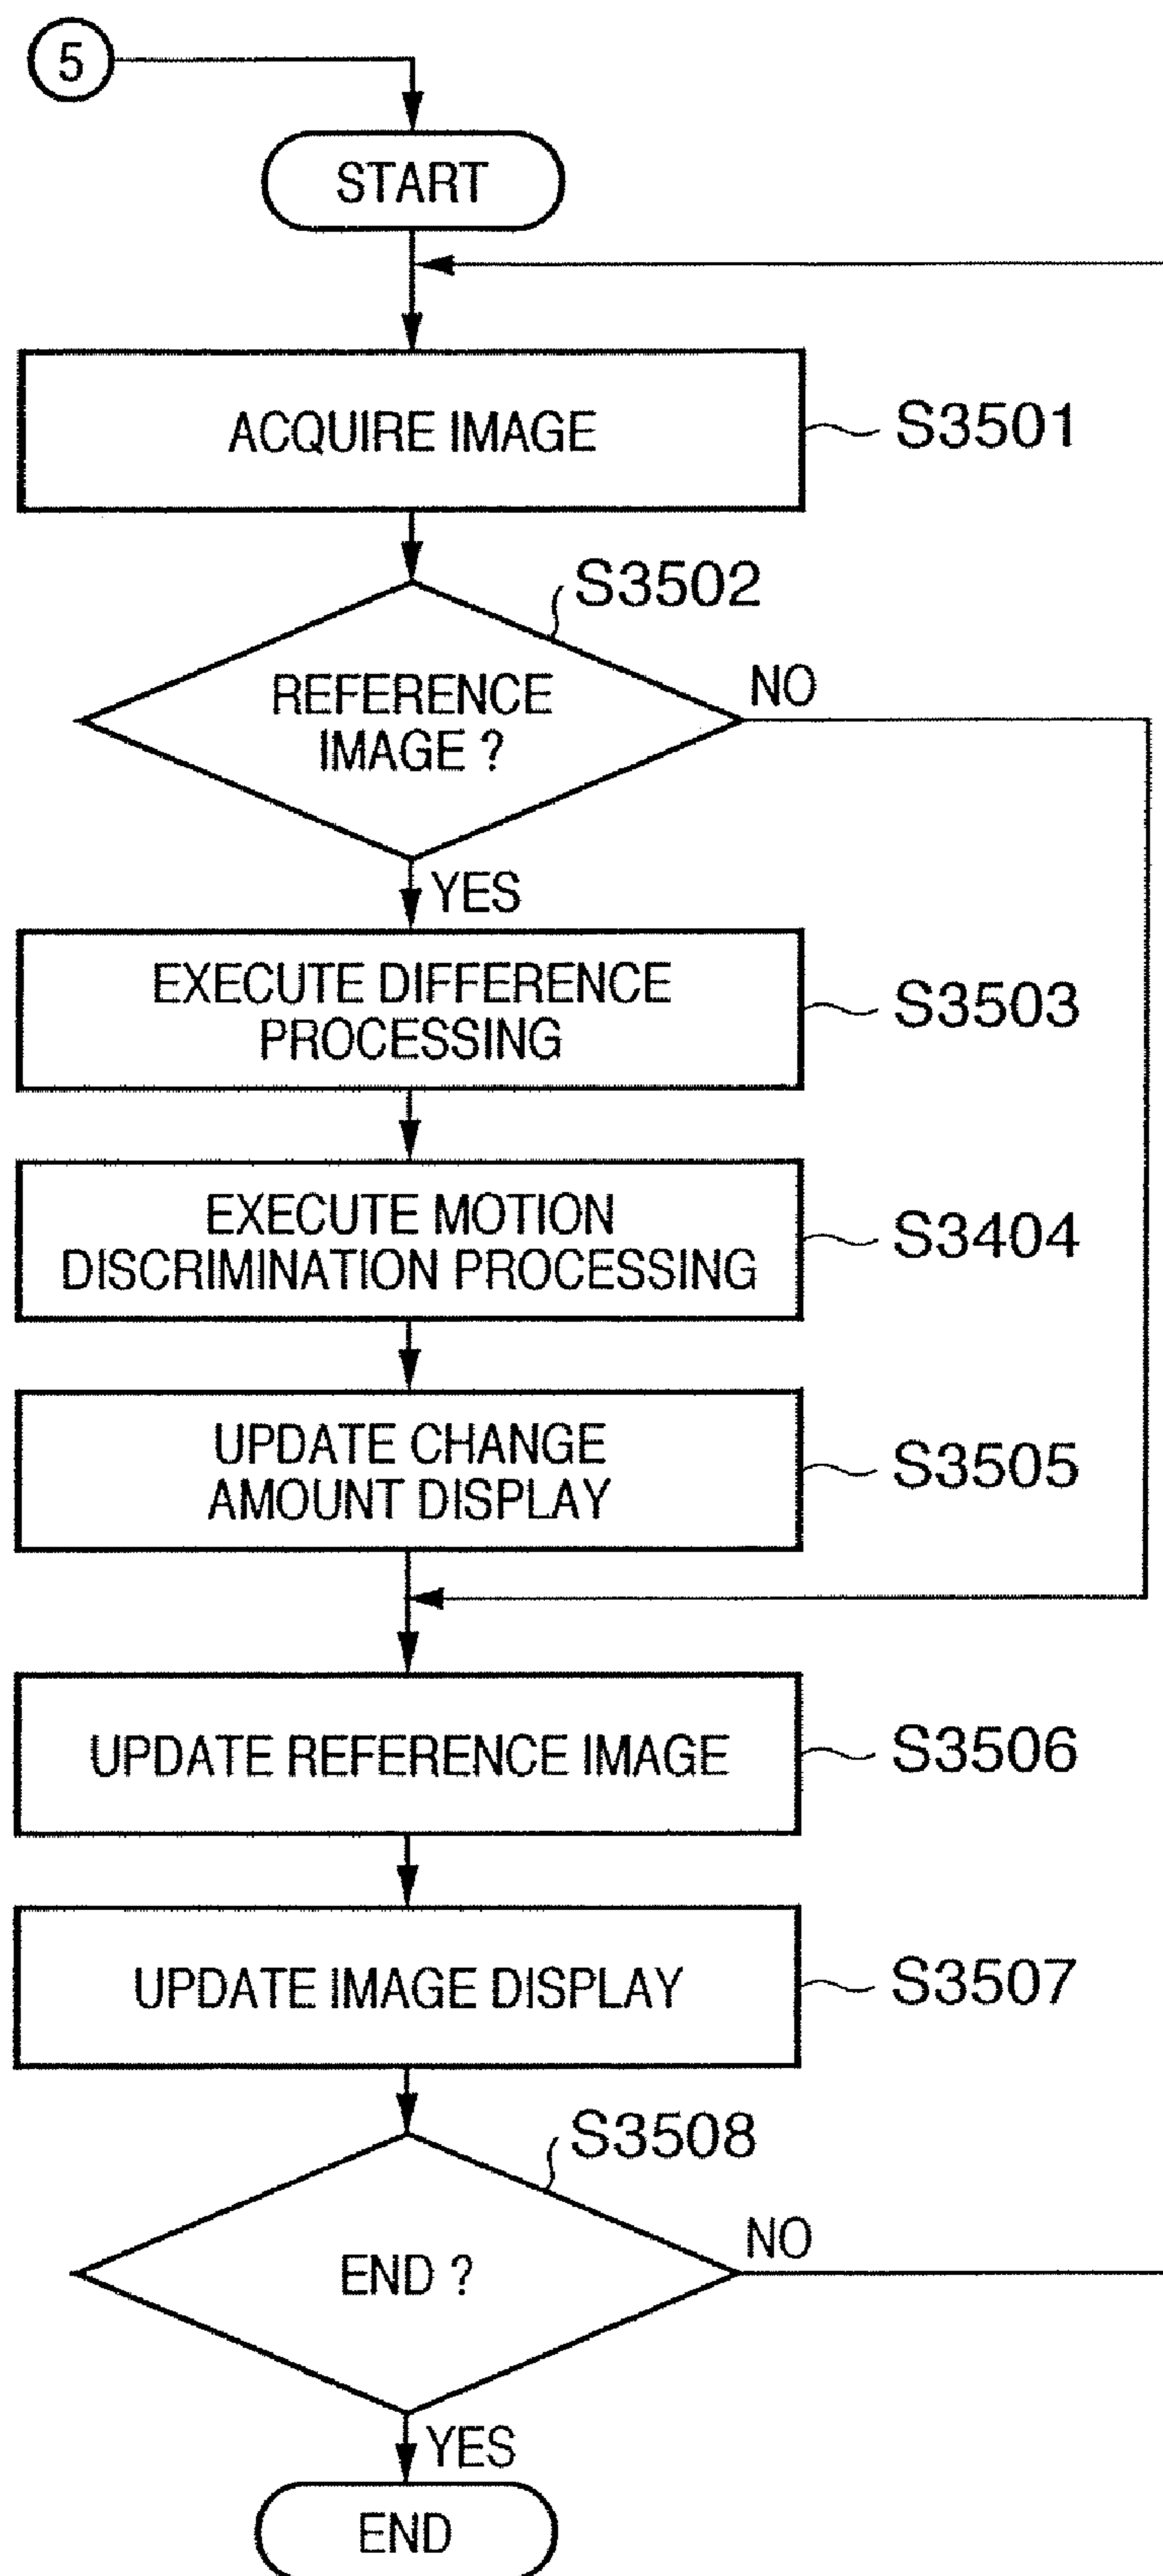 5
START
ACQUIRE IMAGE
S3501
S3502
REFERENCE
IMAGE ?
NO
YES
EXECUTE DIFFERENCE
PROCESSING
S3503
EXECUTE MOTION
DISCRIMINATION PROCESSING
S3404
UPDATE CHANGE
AMOUNT DISPLAY
S3505
UPDATE REFERENCE IMAGE
S3506
UPDATE IMAGE DISPLAY
S3507
S3508
END ?
NO
YES
END